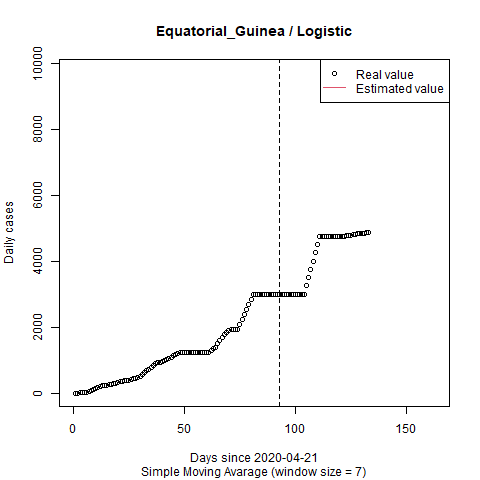 Equatorial_Guinea / Logistic
Real value
Estimated value
Daily cases
0
2000
4000
6000
8000
10000
0
50
100
150
Days since 2020-04-21
Simple Moving Avarage (window size = 7)